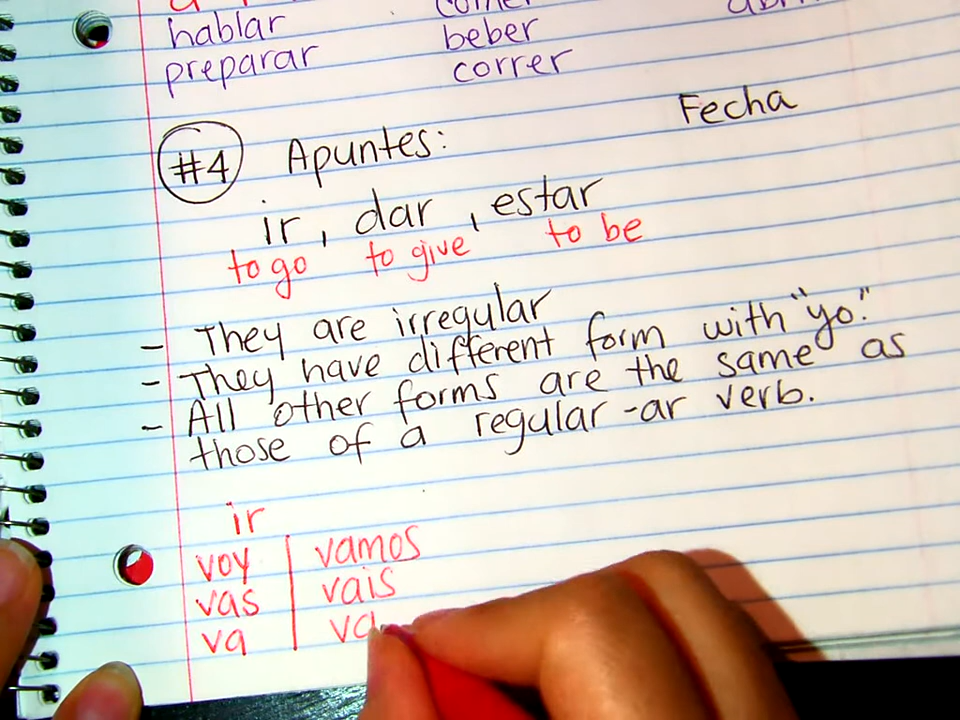 hablar
beber
preparar
correr
Fecha
#4 Apuntes:
ir, dar, estar
to go to give to be
- They are irregular
- They have different form with "yo."
- All other forms are the same as
those of a regular -ar verb.
ir
voy vamos
vas vais
va